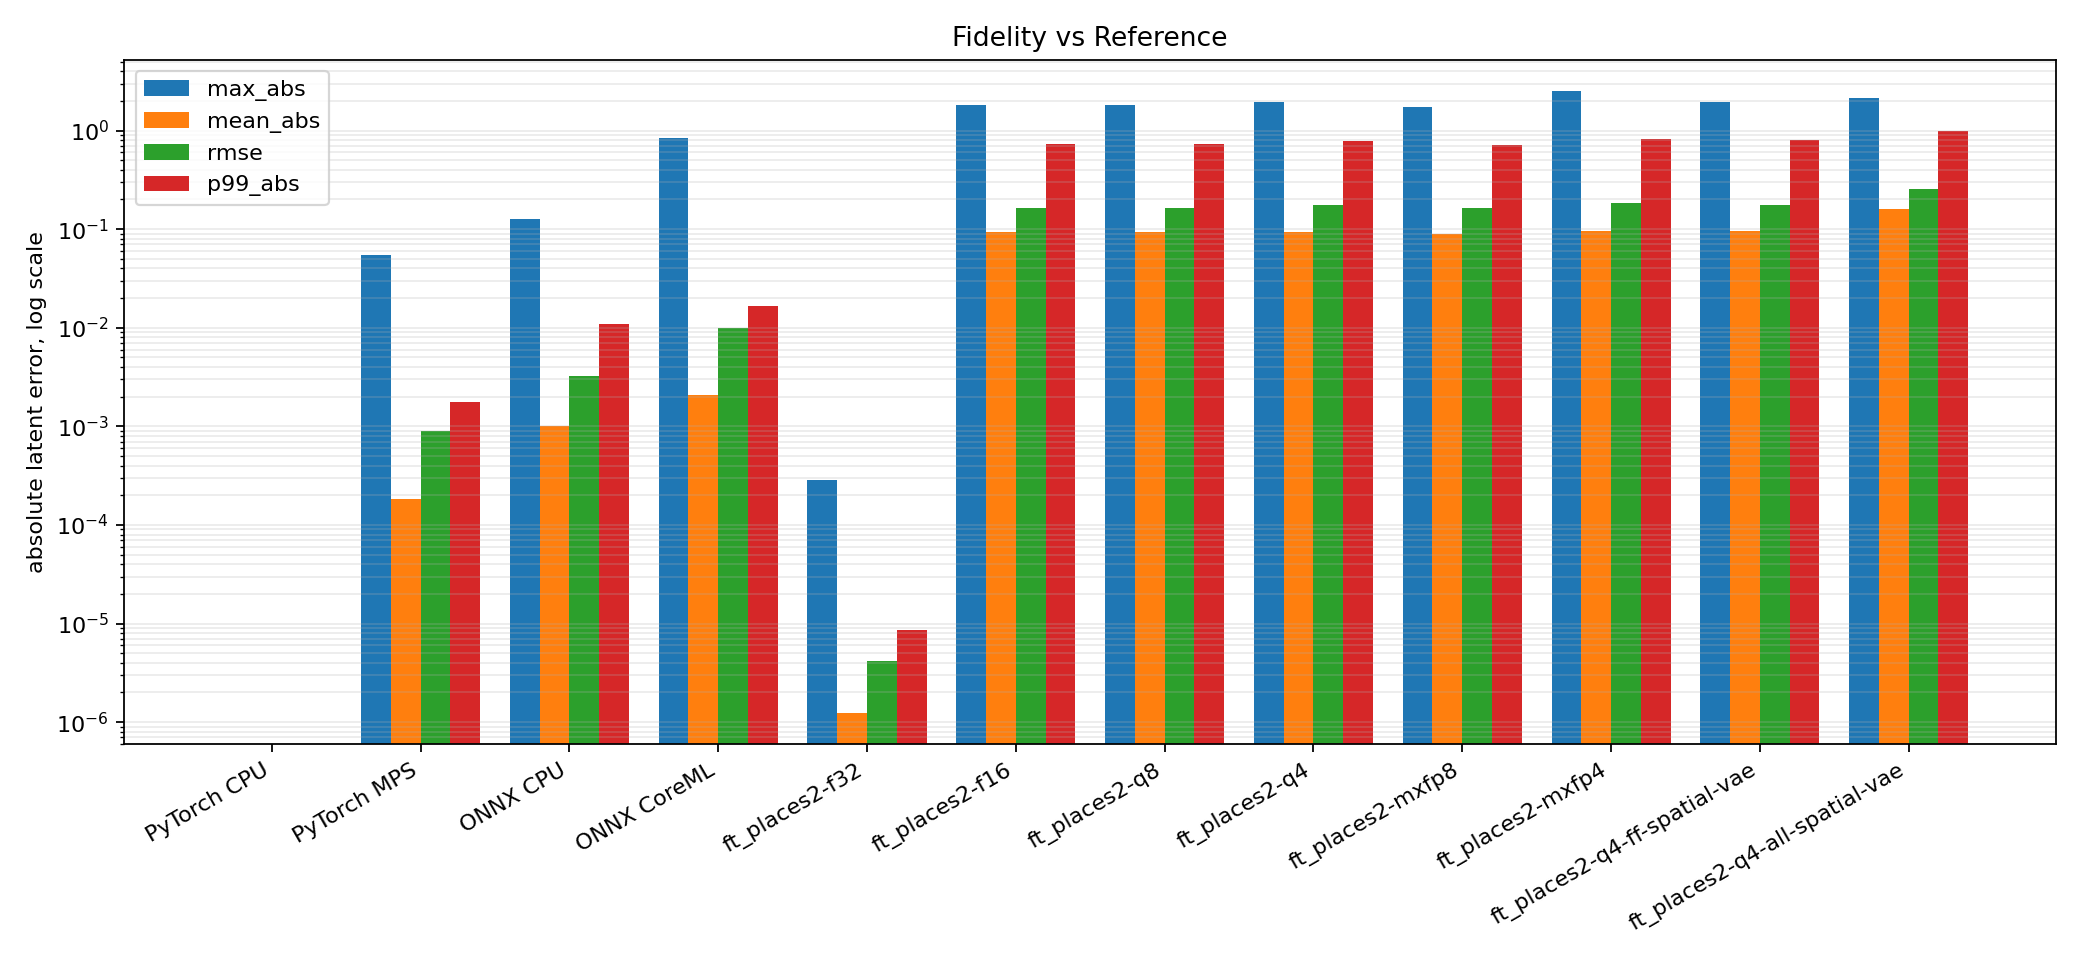 Fidelity vs Reference
max_abs
mean_abs
rmse
p99_abs
absolute latent error, log scale
10⁰
10⁻¹
10⁻²
10⁻³
10⁻⁴
10⁻⁵
10⁻⁶
PyTorch CPU
PyTorch MPS
ONNX CPU
ONNX CoreML
ft_places2-f32
ft_places2-f16
ft_places2-q8
ft_places2-q4
ft_places2-mxfp8
ft_places2-mxfp4
ft_places2-q4-ff-spatial-vae
ft_places2-q4-all-spatial-vae